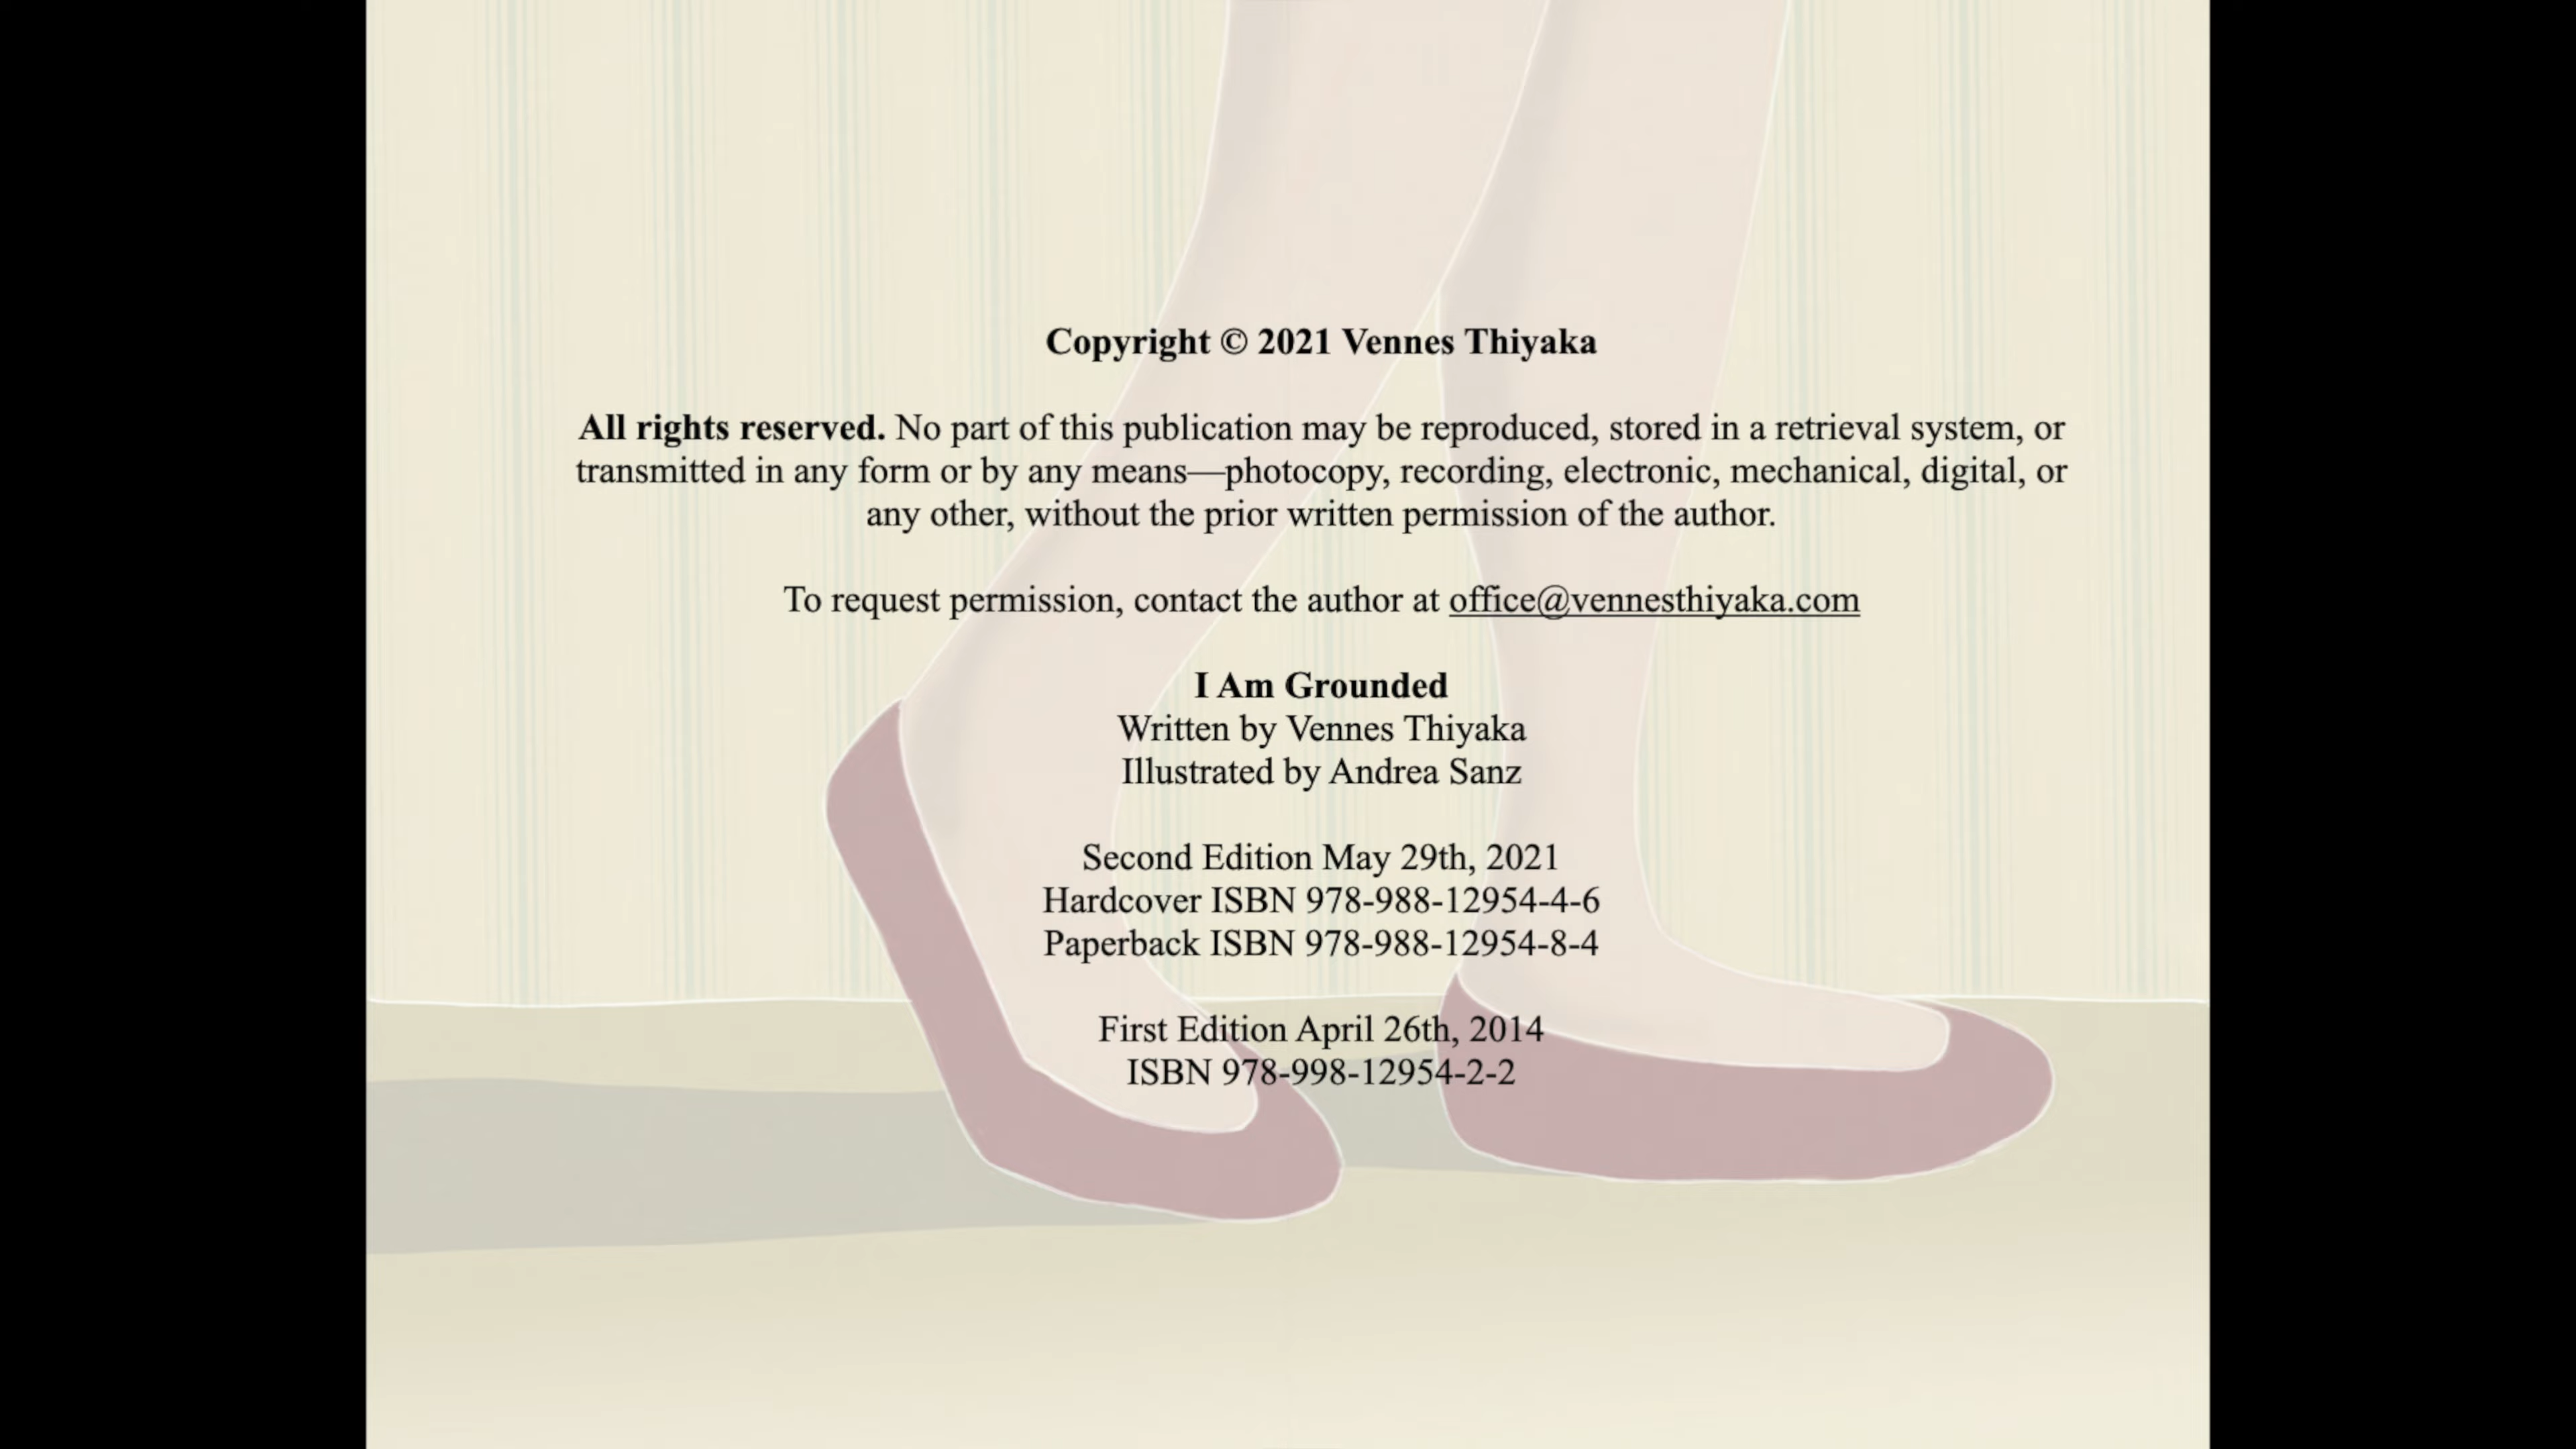 Copyright © 2021 Vennes Thiyaka
All rights reserved. No part of this publication may be reproduced, stored in a retrieval system, or
transmitted in any form or by any means—photocopy, recording, electronic, mechanical, digital, or
any other, without the prior written permission of the author.
To request permission, contact the author at office@vennesthiyaka.com
I Am Grounded
Written by Vennes Thiyaka
Illustrated by Andrea Sanz
Second Edition May 29th, 2021
Hardcover ISBN 978-988-12954-4-6
Paperback ISBN 978-988-12954-8-4
First Edition April 26th, 2014
ISBN 978-998-12954-2-2